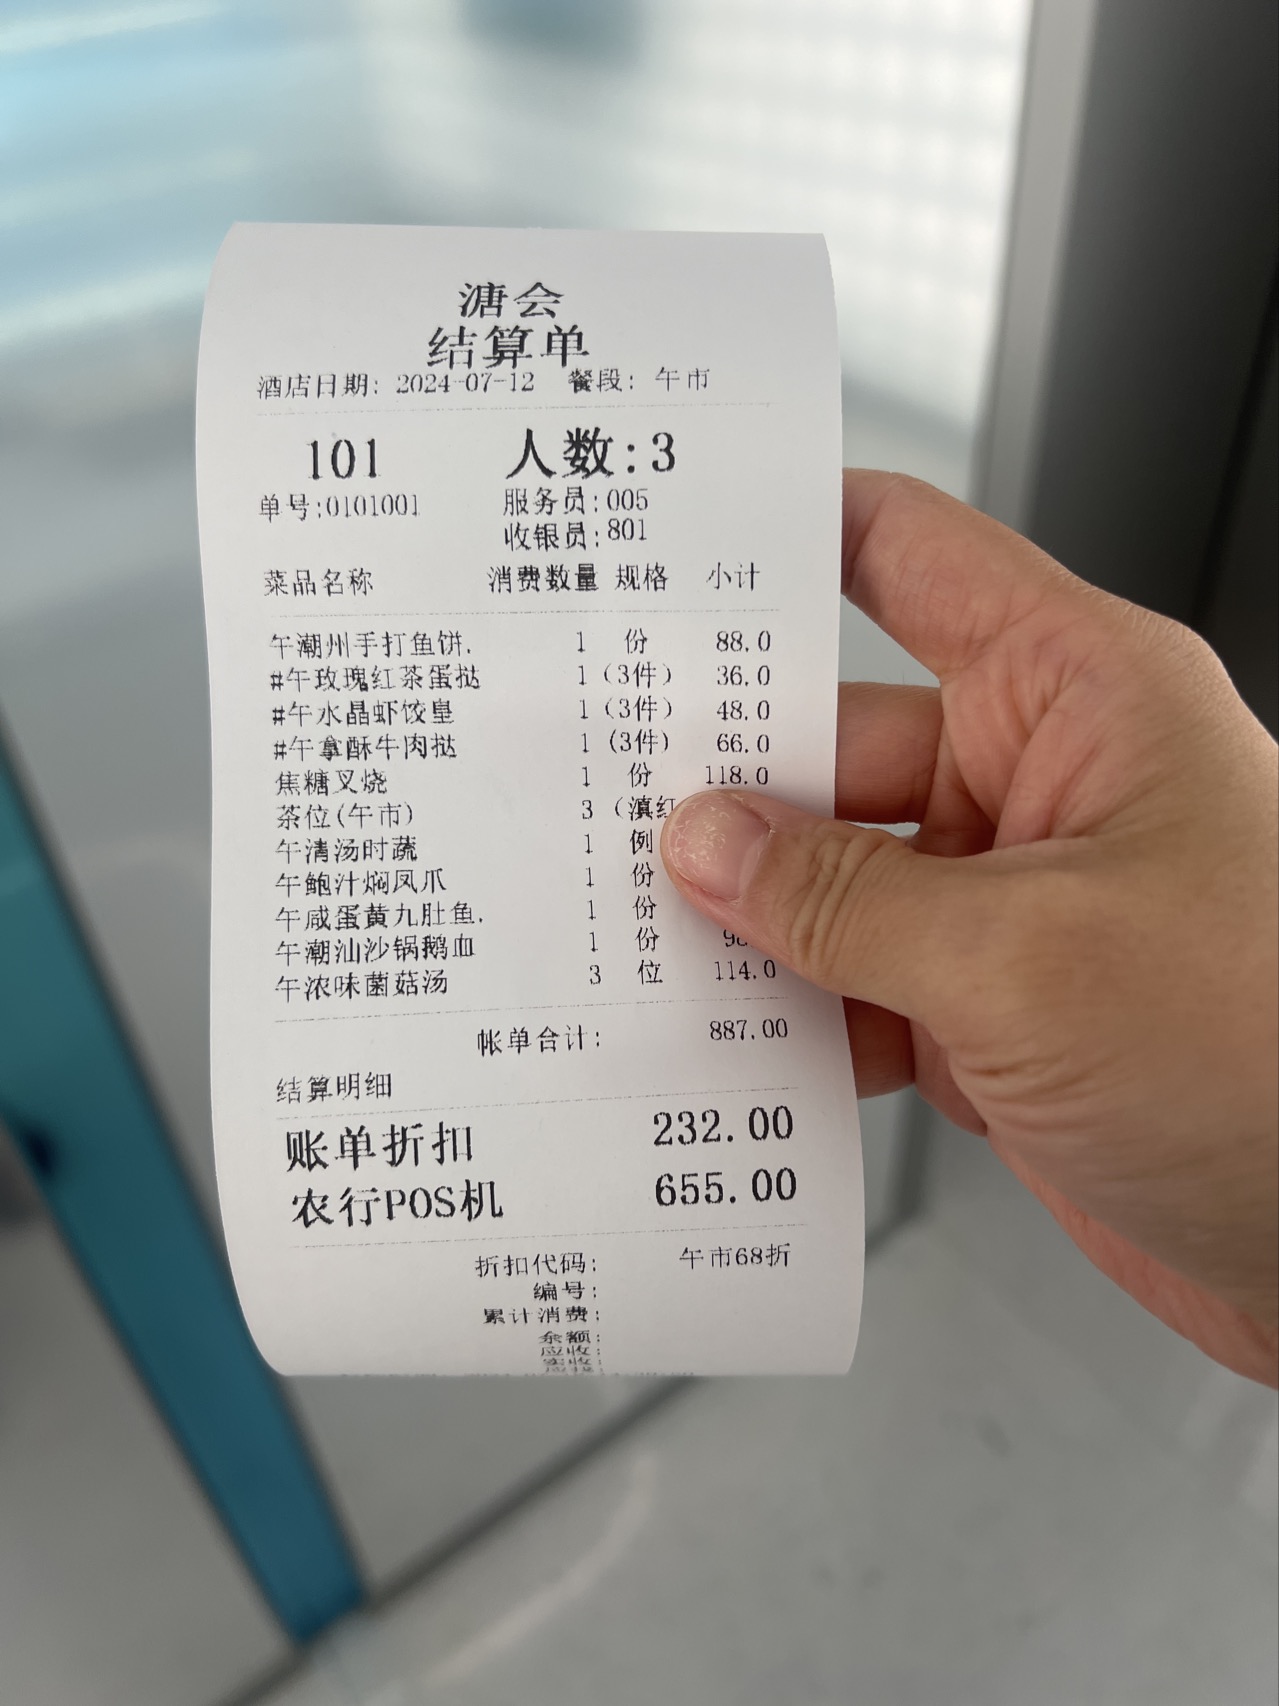 溏会
结算单
酒店日期: 2024-07-12 餐段: 午市
101 人数:3
单号:0101001 服务员:005
收银员:801
菜品名称 消费数量 规格 小计
午潮州手打鱼饼. 1 份 88.0
#午玫瑰红茶蛋挞 1 (3件) 36.0
#午水晶虾饺皇 1 (3件) 48.0
#午拿酥牛肉挞 1 (3件) 66.0
焦糖叉烧 1 份 118.0
茶位(午市) 3 (滇红
午清汤时蔬 1 例
午鲍汁焖凤爪 1 份
午咸蛋黄九肚鱼. 1 份
午潮汕沙锅鹅血 1 份
午浓味菌菇汤 3 位 114.0
帐单合计: 887.00
结算明细
账单折扣 232.00
农行POS机 655.00
折扣代码: 午市68折
编号:
累计消费:
余额:
应收:
实收: